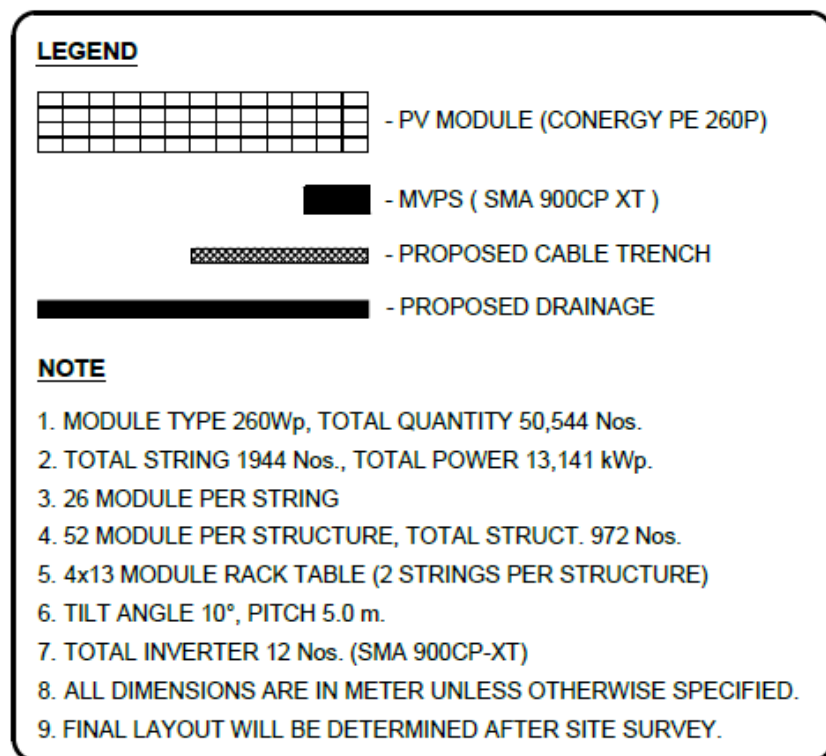 LEGEND
- PV MODULE (CONERGY PE 260P)
- MVPS ( SMA 900CP XT )
- PROPOSED CABLE TRENCH
- PROPOSED DRAINAGE
NOTE
1. MODULE TYPE 260Wp, TOTAL QUANTITY 50,544 Nos.
2. TOTAL STRING 1944 Nos., TOTAL POWER 13,141 kWp.
3. 26 MODULE PER STRING
4. 52 MODULE PER STRUCTURE, TOTAL STRUCT. 972 Nos.
5. 4x13 MODULE RACK TABLE (2 STRINGS PER STRUCTURE)
6. TILT ANGLE 10°, PITCH 5.0 m.
7. TOTAL INVERTER 12 Nos. (SMA 900CP-XT)
8. ALL DIMENSIONS ARE IN METER UNLESS OTHERWISE SPECIFIED.
9. FINAL LAYOUT WILL BE DETERMINED AFTER SITE SURVEY.